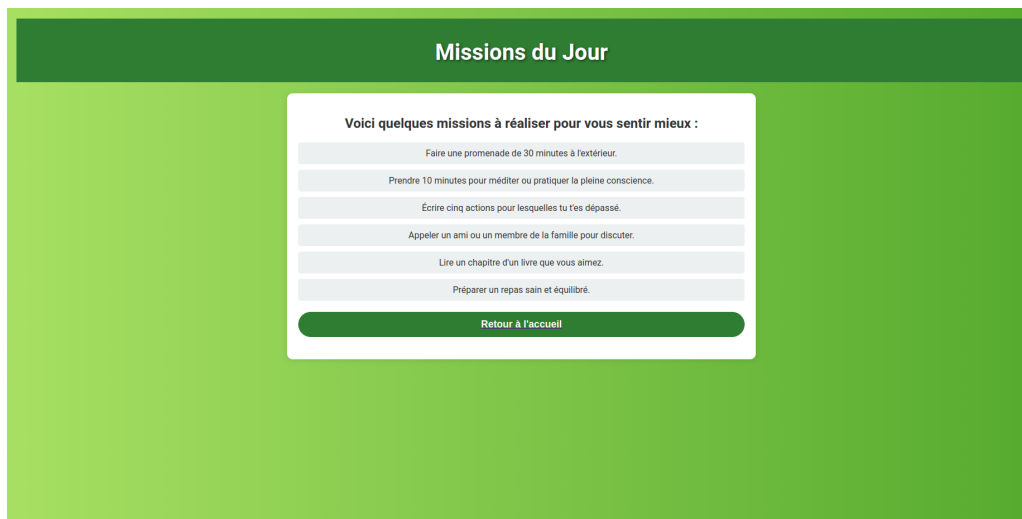 Missions du Jour
Voici quelques missions à réaliser pour vous sentir mieux :
Faire une promenade de 30 minutes à l'extérieur.
Prendre 10 minutes pour méditer ou pratiquer la pleine conscience.
Écrire cinq actions pour lesquelles tu t'es dépassé.
Appeler un ami ou un membre de la famille pour discuter.
Lire un chapitre d'un livre que vous aimez.
Préparer un repas sain et équilibré.
Retour à l'accueil